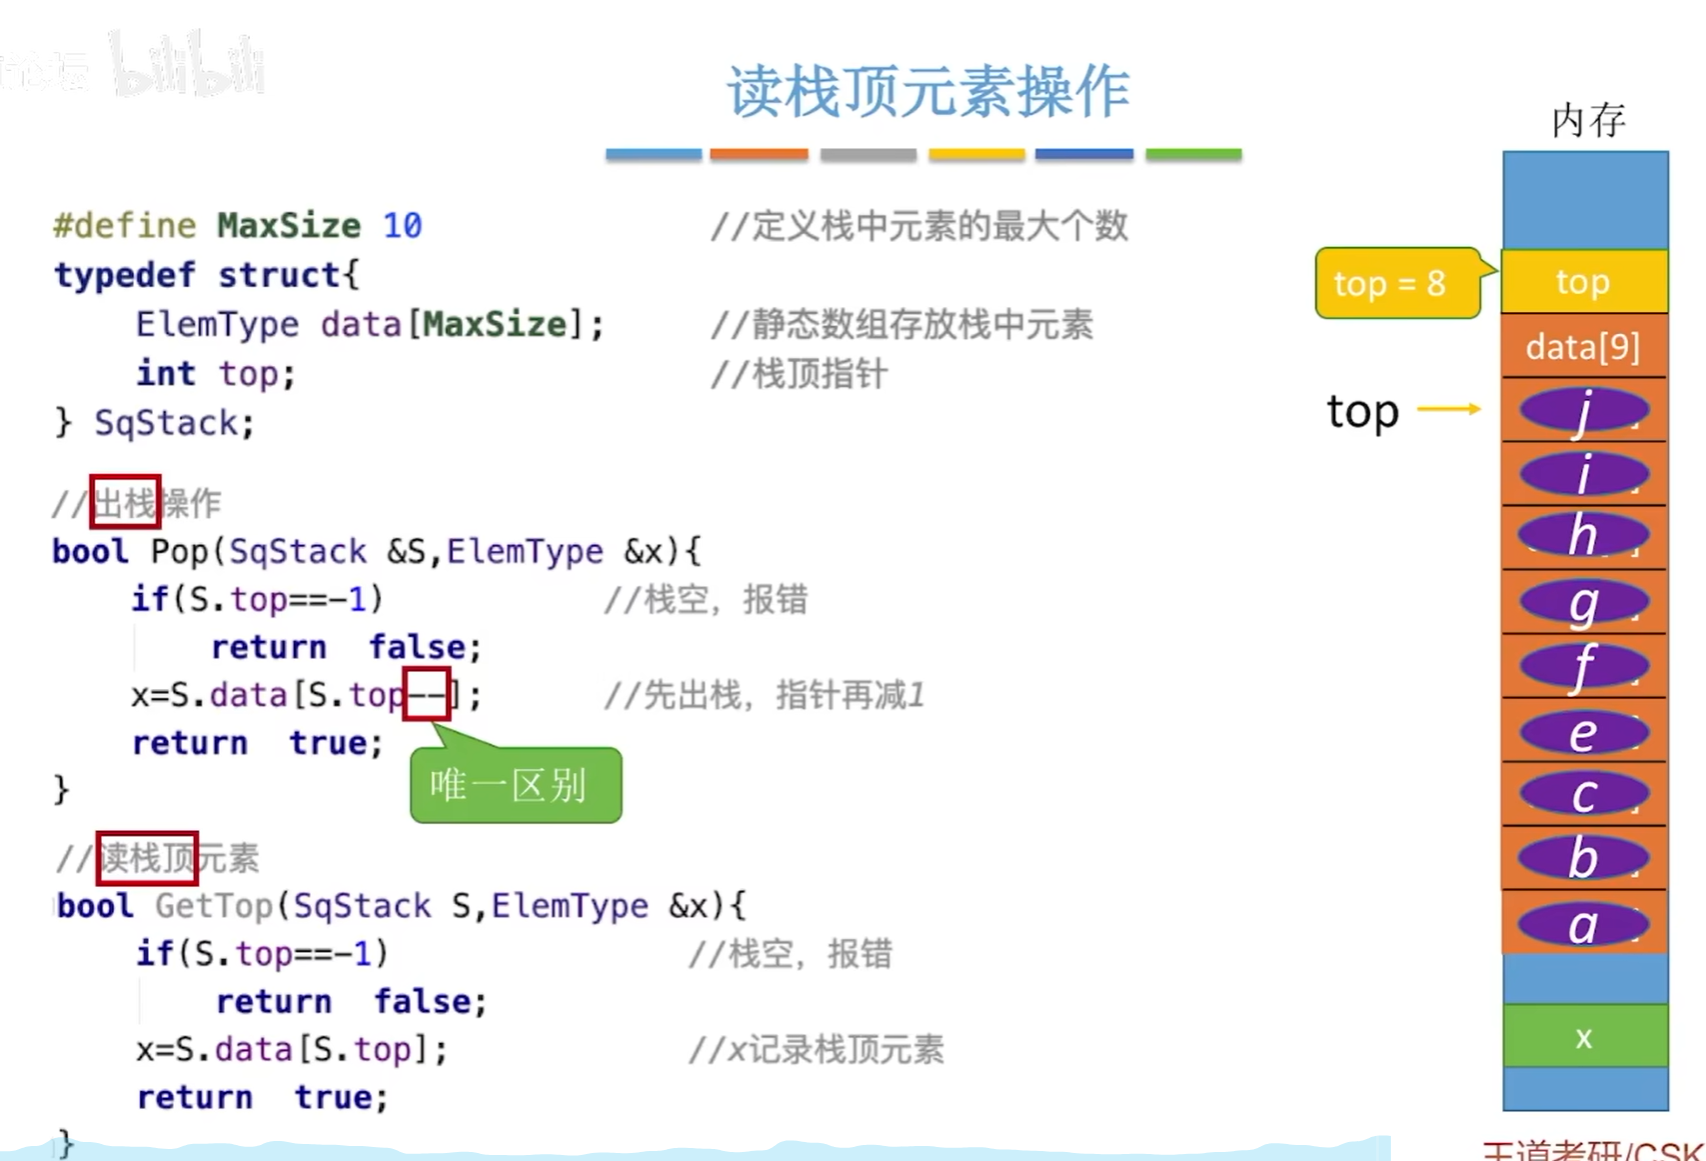 论坛 bilibili
读栈顶元素操作
#define MaxSize 10 //定义栈中元素的最大个数
typedef struct{
ElemType data[MaxSize]; //静态数组存放栈中元素
int top; //栈顶指针
} SqStack;
//出栈操作
bool Pop(SqStack &S,ElemType &x){
if(S.top==-1) //栈空，报错
return false;
x=S.data[S.top--]; //先出栈，指针再减1
return true;
}
唯一区别
//读栈顶元素
bool GetTop(SqStack S,ElemType &x){
if(S.top==-1) //栈空，报错
return false;
x=S.data[S.top]; //x记录栈顶元素
return true;
}
内存
top = 8
top
data[9]
top
j
i
h
g
f
e
c
b
a
x
王道考研/CSK